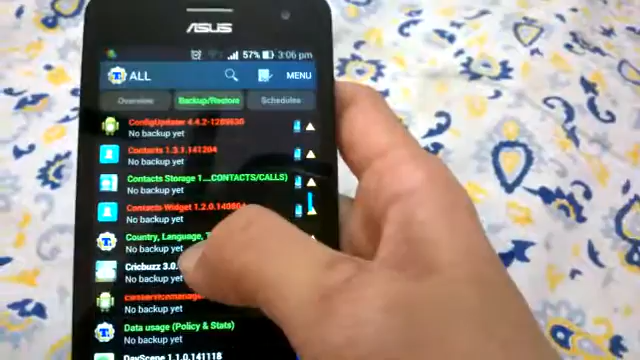 ASUS
57% 3:06 pm
ALL MENU
Overview Backup/Restore Schedules
ConfigUpdater 4.4.2-1289630
No backup yet
Contacts 1.3.1.141204
No backup yet
Contacts Storage 1....CONTACTS/CALLS)
No backup yet
Contacts Widget 1.2.0.14080
No backup yet
Country, Language,
No backup yet
Cricbuzz 3.0.
No backup yet
No backup yet
Data usage (Policy & Stats)
No backup yet
DayScene 1.1.0.141118